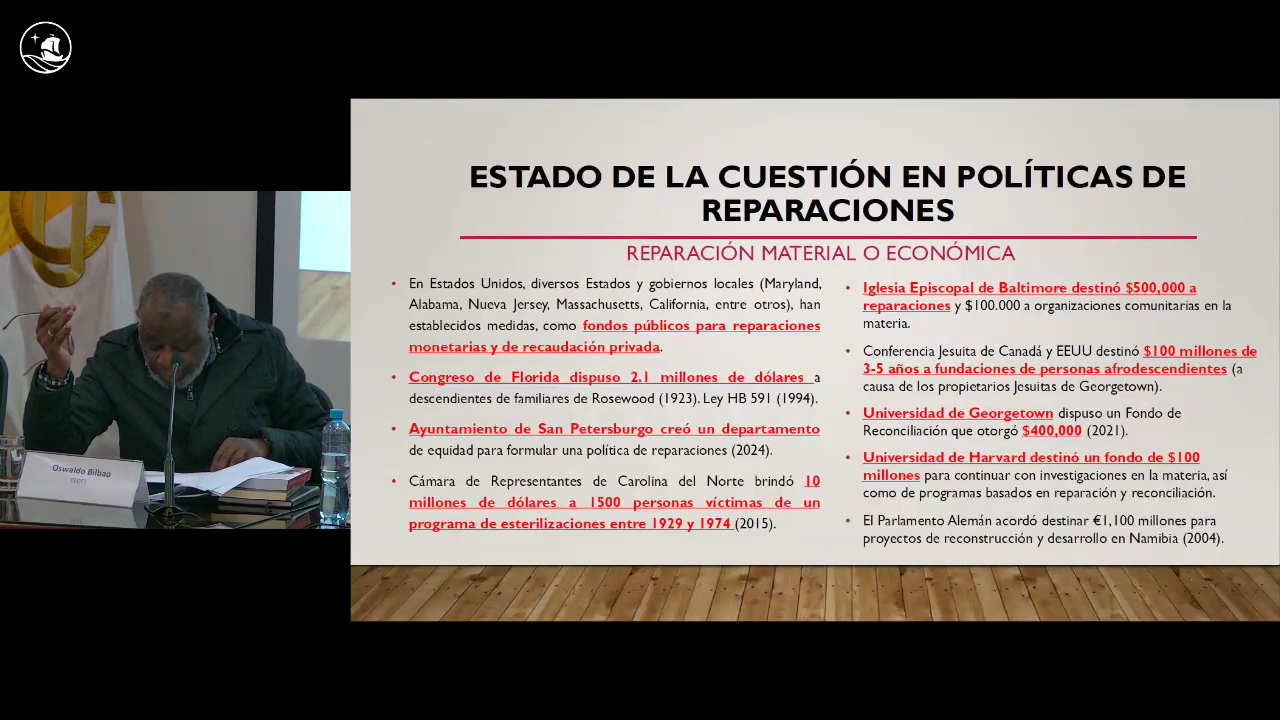 ESTADO DE LA CUESTIÓN EN POLÍTICAS DE
REPARACIONES
REPARACIÓN MATERIAL O ECONÓMICA
• En Estados Unidos, diversos Estados y gobiernos locales (Maryland,
Alabama, Nueva Jersey, Massachusetts, California, entre otros), han
establecidos medidas, como fondos públicos para reparaciones
monetarias y de recaudación privada.
• Congreso de Florida dispuso 2.1 millones de dólares a
descendientes de familiares de Rosewood (1923). Ley HB 591 (1994).
• Ayuntamiento de San Petersburgo creó un departamento
de equidad para formular una política de reparaciones (2024).
• Cámara de Representantes de Carolina del Norte brindó 10
millones de dólares a 1500 personas víctimas de un
programa de esterilizaciones entre 1929 y 1974 (2015).
• Iglesia Episcopal de Baltimore destinó $500,000 a
reparaciones y $100.000 a organizaciones comunitarias en la
materia.
• Conferencia Jesuita de Canadá y EEUU destinó $100 millones de
3-5 años a fundaciones de personas afrodescendientes (a
causa de los propietarios Jesuitas de Georgetown).
• Universidad de Georgetown dispuso un Fondo de
Reconciliación que otorgó $400,000 (2021).
• Universidad de Harvard destinó un fondo de $100
millones para continuar con investigaciones en la materia, así
como de programas basados en reparación y reconciliación.
• El Parlamento Alemán acordó destinar €1,100 millones para
proyectos de reconstrucción y desarrollo en Namibia (2004).
Oswaldo Bilbao